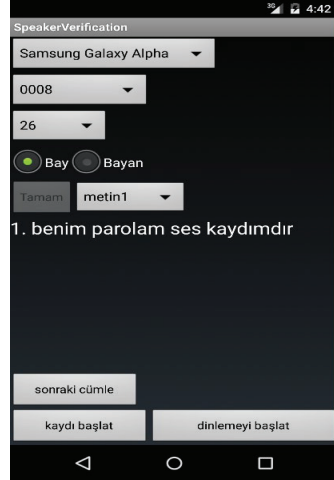 3G 4:42
SpeakerVerification
Samsung Galaxy Alpha
0008
26
Bay Bayan
Tamam metin1
1. benim parolam ses kaydımdır
sonraki cümle
kaydı başlat dinlemeyi başlat